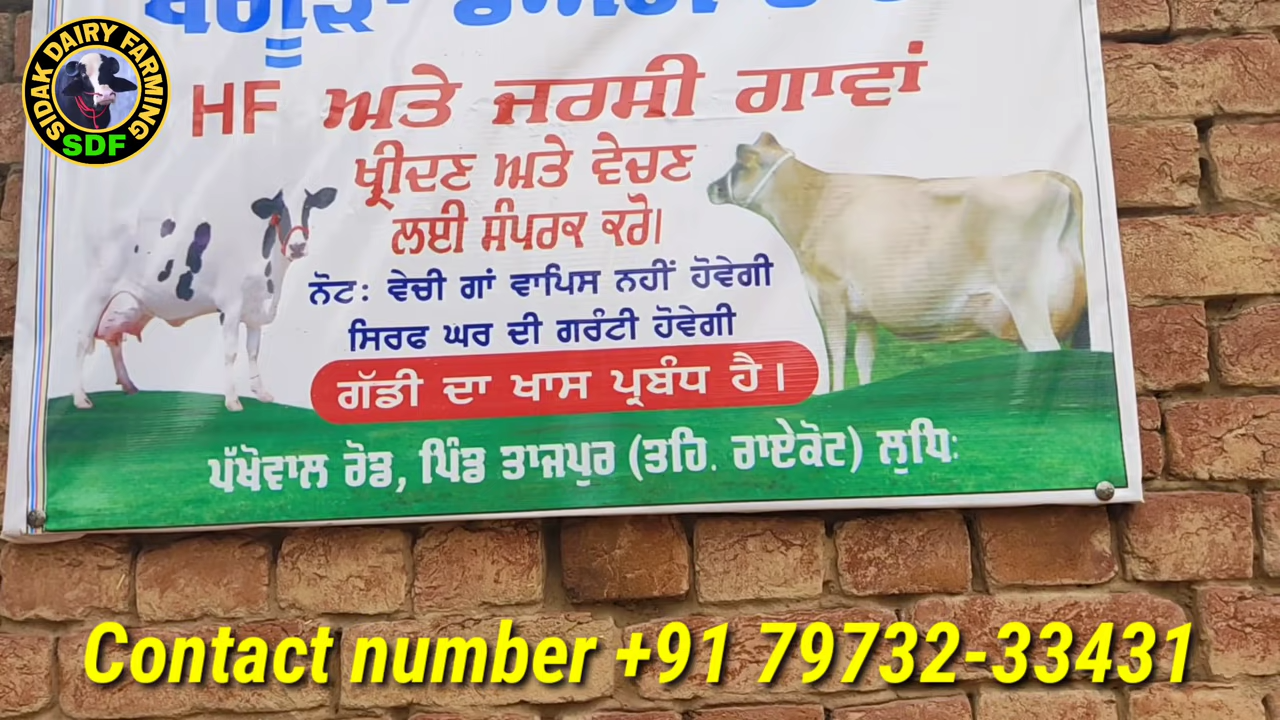 SIDAK DAIRY FARMING
SDF
HF ਅਤੇ ਜਰਸੀ ਗਾਵਾਂ
ਖ੍ਰੀਦਣ ਅਤੇ ਵੇਚਣ
ਲਈ ਸੰਪਰਕ ਕਰੋ।
ਨੋਟ: ਵੇਚੀ ਗਾਂ ਵਾਪਿਸ ਨਹੀਂ ਹੋਵੇਗੀ
ਸਿਰਫ ਘਰ ਦੀ ਗਰੰਟੀ ਹੋਵੇਗੀ
ਗੱਡੀ ਦਾ ਖਾਸ ਪ੍ਰਬੰਧ ਹੈ।
ਪੱਖੋਵਾਲ ਰੋਡ, ਪਿੰਡ ਤਾਜਪੁਰ (ਤਹਿ. ਰਾਏਕੋਟ) ਲੁਧਿ:
Contact number +91 79732-33431